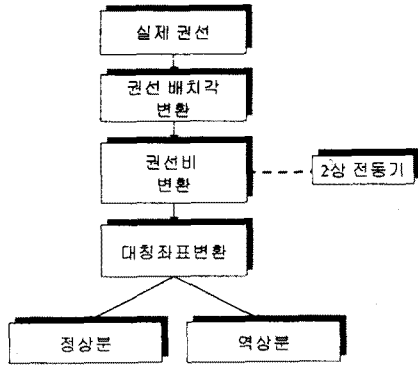 실제 권선
권선 배치각
변환
권선비
변환
2상 전동기
대칭좌표변환
정상분
역상분